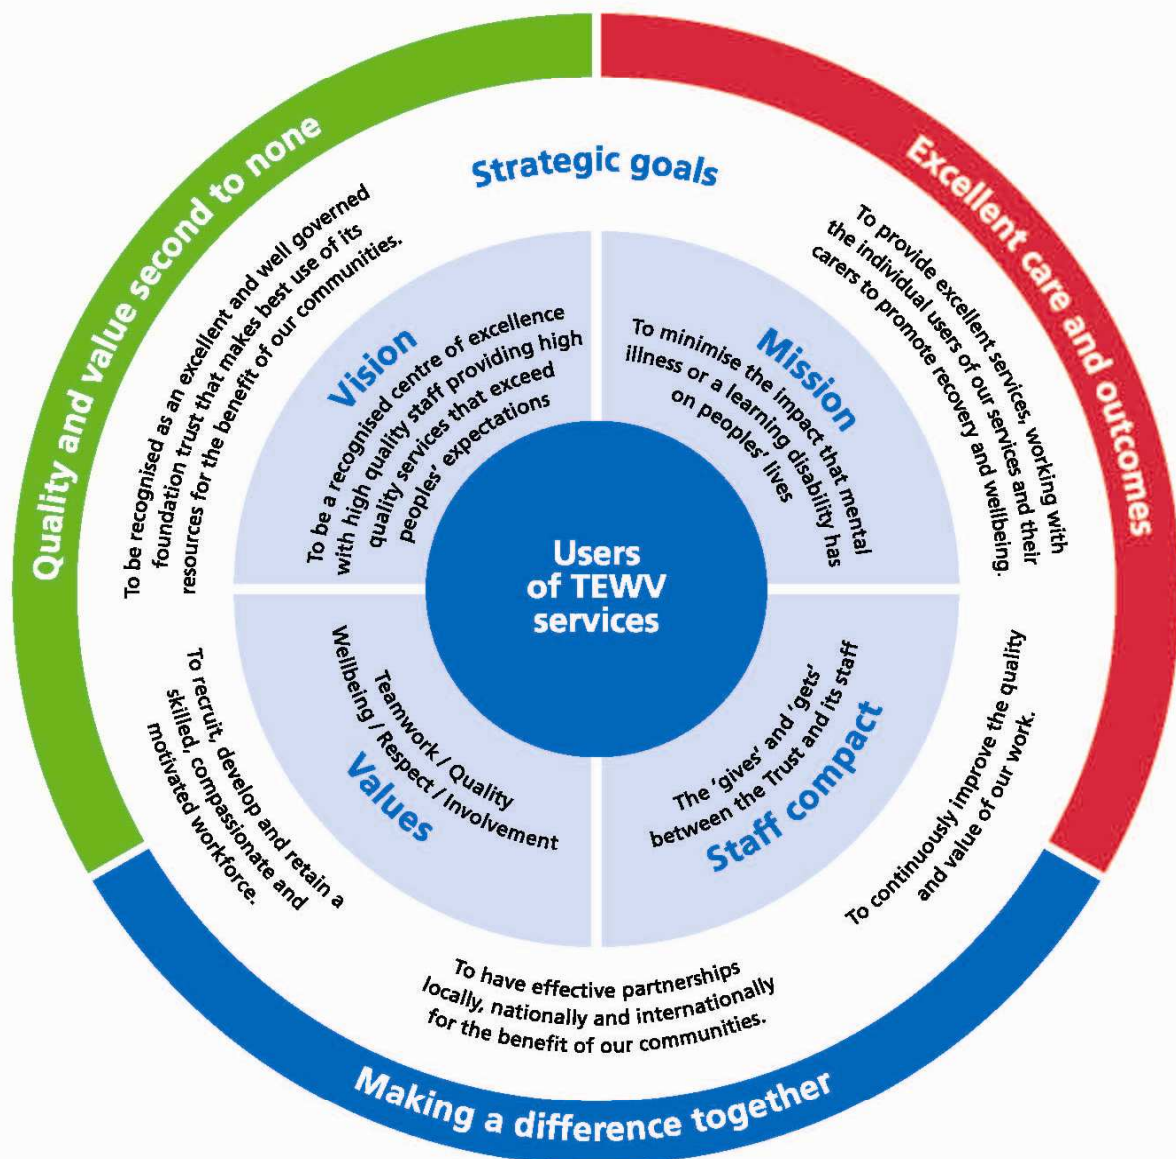 Quality and value second to none
Excellent care and outcomes
Making a difference together
Strategic goals
To provide excellent services, working with
the individual users of our services and their
carers to promote recovery and wellbeing.
To continuously improve the quality
and value of our work.
To have effective partnerships
locally, nationally and internationally
for the benefit of our communities.
To recruit, develop and retain a
skilled, compassionate and
motivated workforce.
To be recognised as an excellent and well governed
foundation trust that makes best use of its
resources for the benefit of our communities.
Vision
To be a recognised centre of excellence
with high quality staff providing high
quality services that exceed
peoples' expectations
Mission
To minimise the impact that mental
illness or a learning disability has
on peoples' lives
Users
of TEWV
services
Teamwork / Quality
Wellbeing / Respect / Involvement
Values
The 'gives' and 'gets'
between the Trust and its staff
Staff compact